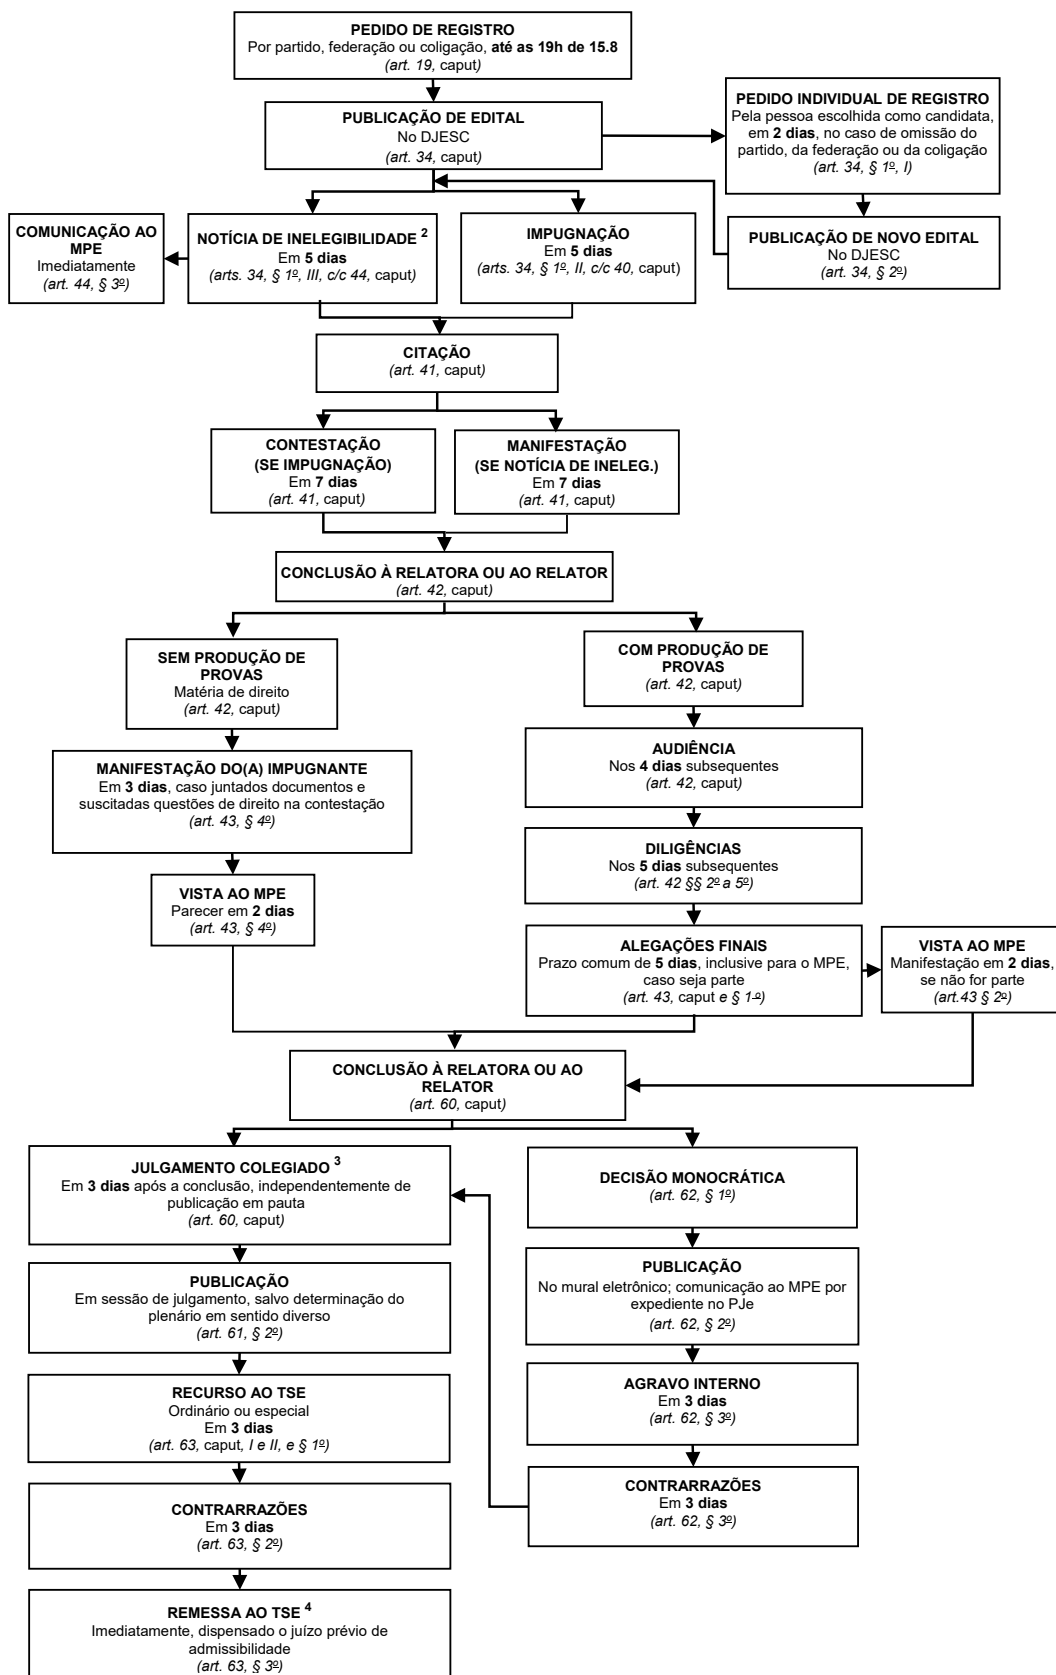 PEDIDO DE REGISTRO
Por partido, federação ou coligação, até as 19h de 15.8
(art. 19, caput)
PUBLICAÇÃO DE EDITAL
No DJESC
(art. 34, caput)
PEDIDO INDIVIDUAL DE REGISTRO
Pela pessoa escolhida como candidata,
em 2 dias, no caso de omissão do
partido, da federação ou da coligação
(art. 34, § 1º, I)
COMUNICAÇÃO AO
MPE
Imediatamente
(art. 44, § 3º)
NOTÍCIA DE INELEGIBILIDADE 2
Em 5 dias
(arts. 34, § 1º, III, c/c 44, caput)
IMPUGNAÇÃO
Em 5 dias
(arts. 34, § 1º, II, c/c 40, caput)
PUBLICAÇÃO DE NOVO EDITAL
No DJESC
(art. 34, § 2º)
CITAÇÃO
(art. 41, caput)
CONTESTAÇÃO
(SE IMPUGNAÇÃO)
Em 7 dias
(art. 41, caput)
MANIFESTAÇÃO
(SE NOTÍCIA DE INELEG.)
Em 7 dias
(art. 41, caput)
CONCLUSÃO À RELATORA OU AO RELATOR
(art. 42, caput)
SEM PRODUÇÃO DE
PROVAS
Matéria de direito
(art. 42, caput)
COM PRODUÇÃO DE
PROVAS
(art. 42, caput)
MANIFESTAÇÃO DO(A) IMPUGNANTE
Em 3 dias, caso juntados documentos e
suscitadas questões de direito na contestação
(art. 43, § 4º)
AUDIÊNCIA
Nos 4 dias subsequentes
(art. 42, caput)
DILIGÊNCIAS
Nos 5 dias subsequentes
(art. 42 §§ 2º a 5º)
VISTA AO MPE
Parecer em 2 dias
(art. 43, § 4º)
ALEGAÇÕES FINAIS
Prazo comum de 5 dias, inclusive para o MPE,
caso seja parte
(art. 43, caput e § 1º)
VISTA AO MPE
Manifestação em 2 dias,
se não for parte
(art.43 § 2º)
CONCLUSÃO À RELATORA OU AO
RELATOR
(art. 60, caput)
JULGAMENTO COLEGIADO 3
Em 3 dias após a conclusão, independentemente de
publicação em pauta
(art. 60, caput)
DECISÃO MONOCRÁTICA
(art. 62, § 1º)
PUBLICAÇÃO
Em sessão de julgamento, salvo determinação do
plenário em sentido diverso
(art. 61, § 2º)
PUBLICAÇÃO
No mural eletrônico; comunicação ao MPE por
expediente no PJe
(art. 62, § 2º)
RECURSO AO TSE
Ordinário ou especial
Em 3 dias
(art. 63, caput, I e II, e § 1º)
AGRAVO INTERNO
Em 3 dias
(art. 62, § 3º)
CONTRARRAZÕES
Em 3 dias
(art. 63, § 2º)
CONTRARRAZÕES
Em 3 dias
(art. 62, § 3º)
REMESSA AO TSE 4
Imediatamente, dispensado o juízo prévio de
admissibilidade
(art. 63, § 3º)